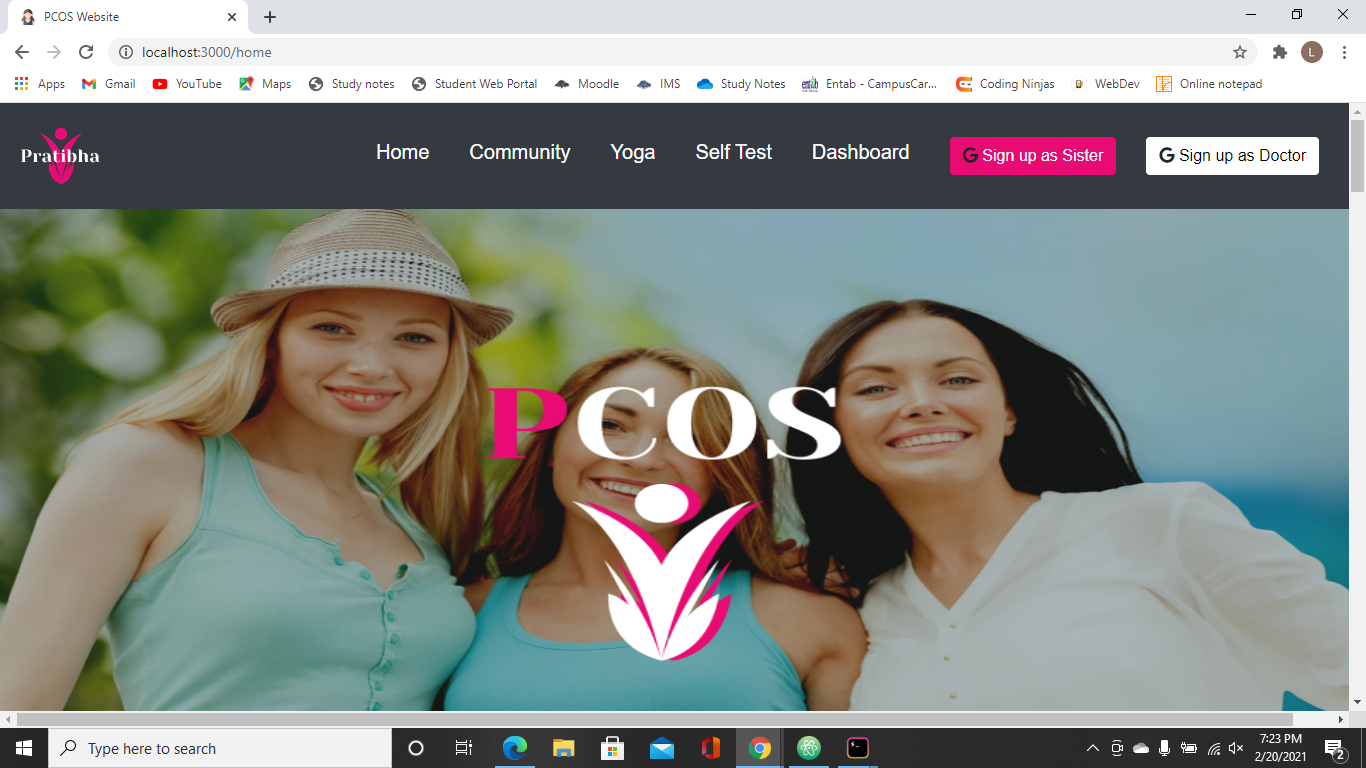 PCOS Website
localhost:3000/home
Apps Gmail YouTube Maps Study notes Student Web Portal Moodle IMS Study Notes Entab - CampusCar... Coding Ninjas WebDev Online notepad
Pratibha Home Community Yoga Self Test Dashboard G Sign up as Sister G Sign up as Doctor
PCOS
Type here to search
7:23 PM
2/20/2021
2
L